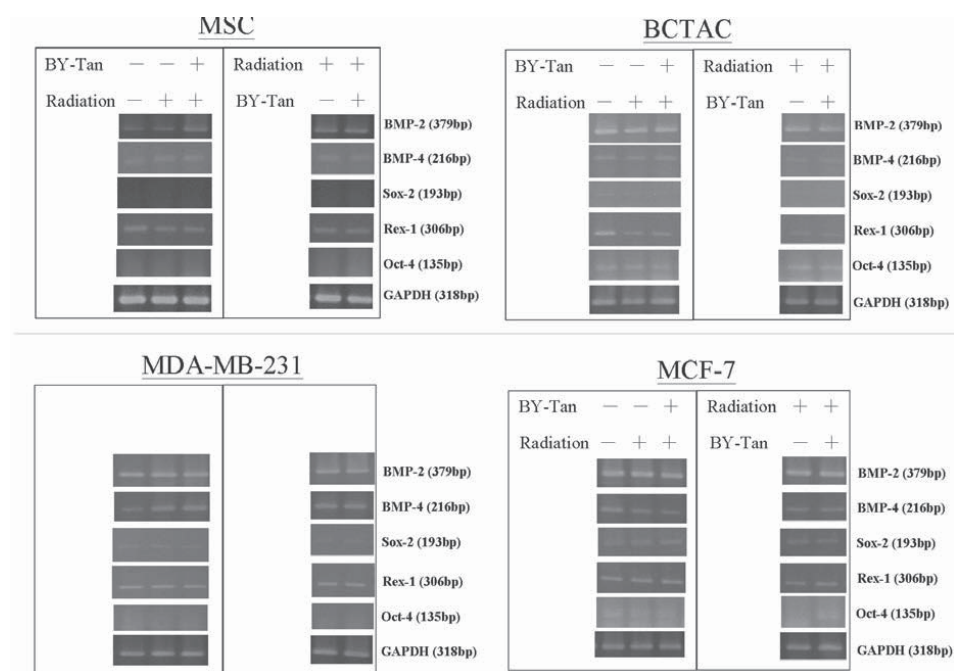 MSC
BY-Tan — — +
Radiation — + +
Radiation + +
BY-Tan — +
BMP-2 (379bp)
BMP-4 (216bp)
Sox-2 (193bp)
Rex-1 (306bp)
Oct-4 (135bp)
GAPDH (318bp)
BCTAC
BY-Tan — — +
Radiation — + +
Radiation + +
BY-Tan — +
BMP-2 (379bp)
BMP-4 (216bp)
Sox-2 (193bp)
Rex-1 (306bp)
Oct-4 (135bp)
GAPDH (318bp)
MDA-MB-231
BMP-2 (379bp)
BMP-4 (216bp)
Sox-2 (193bp)
Rex-1 (306bp)
Oct-4 (135bp)
GAPDH (318bp)
MCF-7
BY-Tan — — +
Radiation — + +
Radiation + +
BY-Tan — +
BMP-2 (379bp)
BMP-4 (216bp)
Sox-2 (193bp)
Rex-1 (306bp)
Oct-4 (135bp)
GAPDH (318bp)